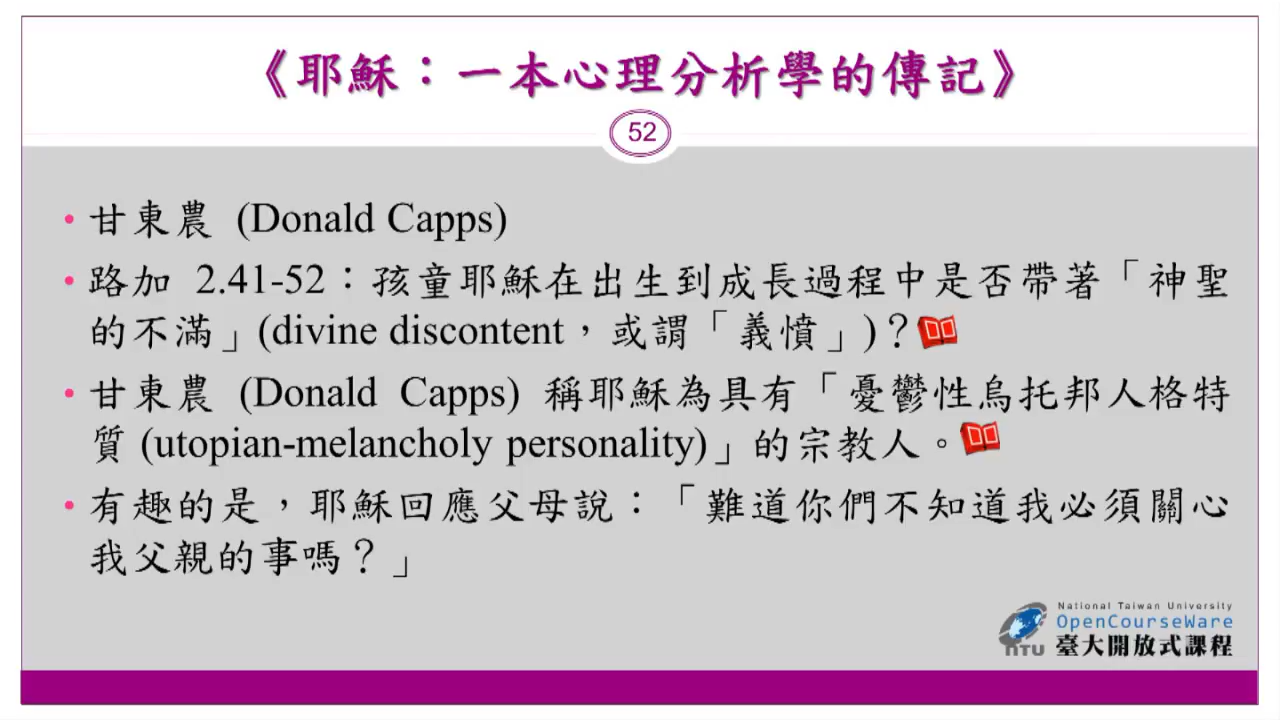 《耶穌：一本心理分析學的傳記》
52
• 甘東農 (Donald Capps)
• 路加 2.41-52：孩童耶穌在出生到成長過程中是否帶著「神聖
的不滿」(divine discontent，或謂「義憤」)？
• 甘東農 (Donald Capps) 稱耶穌為具有「憂鬱性烏托邦人格特
質 (utopian-melancholy personality)」的宗教人。
• 有趣的是，耶穌回應父母說：「難道你們不知道我必須關心
我父親的事嗎？」
National Taiwan University
OpenCourseWare
NTU 臺大開放式課程